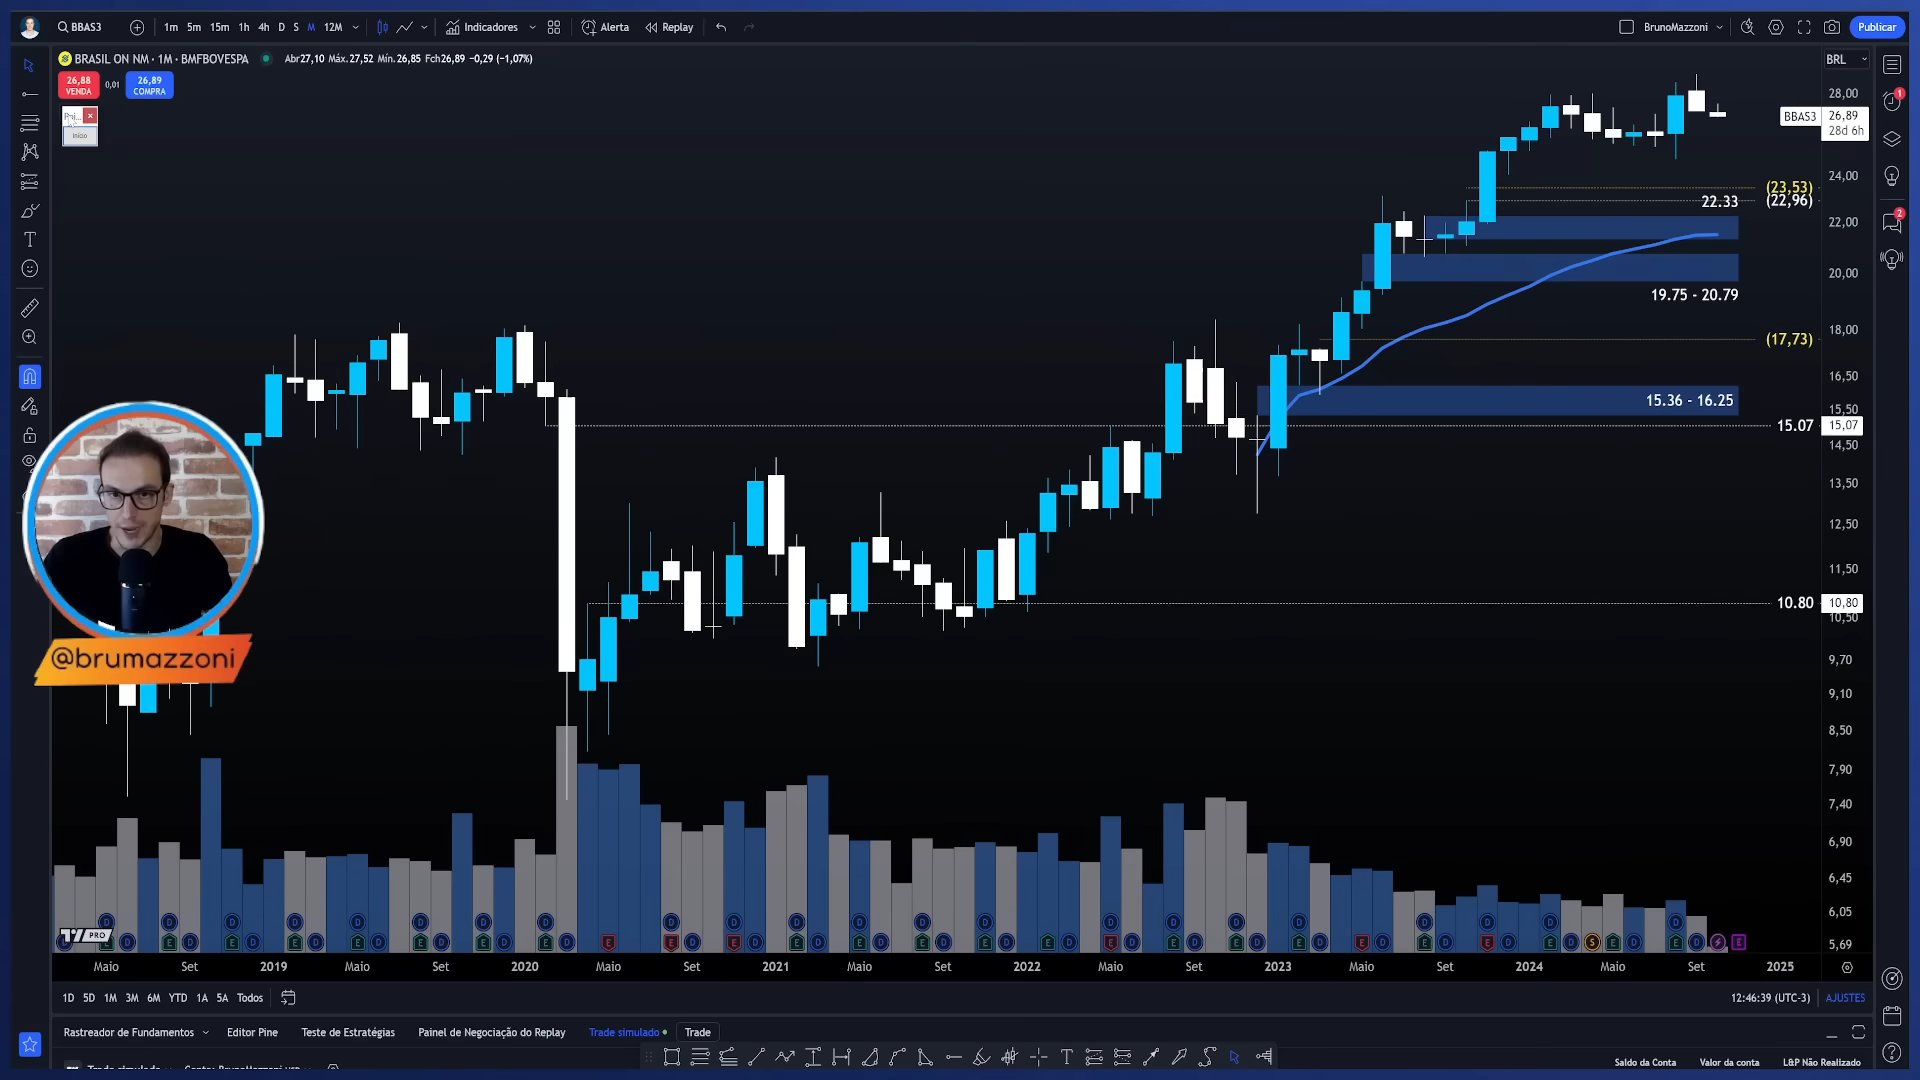 BBAS3
1m 5m 15m 1h 4h D S M 12M
Indicadores
Alerta
Replay
BrunoMazzoni
Publicar
BRASIL ON NM · 1M · BMFBOVESPA
Abr27,10 Máx.27,52 Mín.26,85 Fch26,89 −0,29 (−1,07%)
BRL
26,88
VENDA
0,01
26,89
COMPRA
Início
28,00
BBAS3 26,89
28d 6h
24,00
(23,53)
22.33 (22,96)
22,00
20,00
19.75 - 20.79
18,00
(17,73)
16,50
15.36 - 16.25
15,50
15.07 15,07
14,50
13,50
12,50
11,50
10.80 10,80
10,50
9,70
9,10
8,50
7,90
7,40
6,90
6,45
6,05
5,69
@brumazzoni
PRO
Maio Set 2019 Maio Set 2020 Maio Set 2021 Maio Set 2022 Maio Set 2023 Maio Set 2024 Maio Set 2025
1D 5D 1M 3M 6M YTD 1A 5A Todos
12:46:39 (UTC-3) AJUSTES
Rastreador de Fundamentos Editor Pine Teste de Estratégias Painel de Negociação do Replay Trade simulado Trade
Saldo da Conta Valor da conta L&P Não Realizado